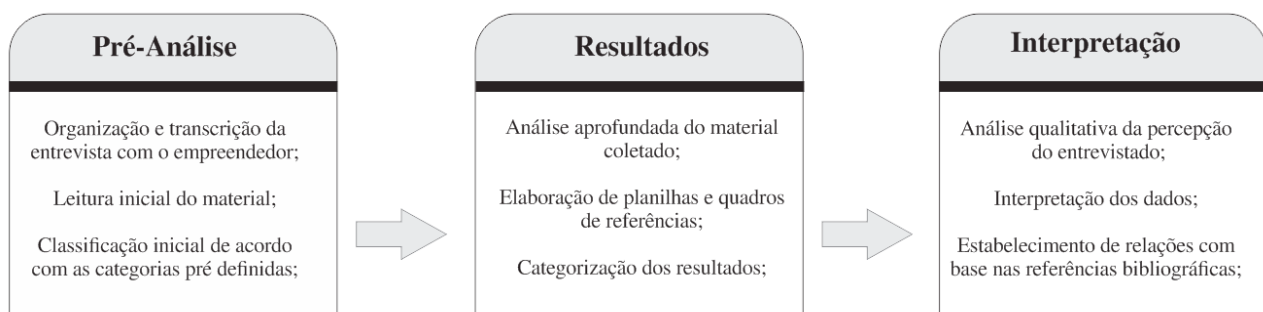 Pré-Análise
Organização e transcrição da
entrevista com o empreendedor;
Leitura inicial do material;
Classificação inicial de acordo
com as categorias pré definidas;
Resultados
Análise aprofundada do material
coletado;
Elaboração de planilhas e quadros
de referências;
Categorização dos resultados;
Interpretação
Análise qualitativa da percepção
do entrevistado;
Interpretação dos dados;
Estabelecimento de relações com
base nas referências bibliográficas;